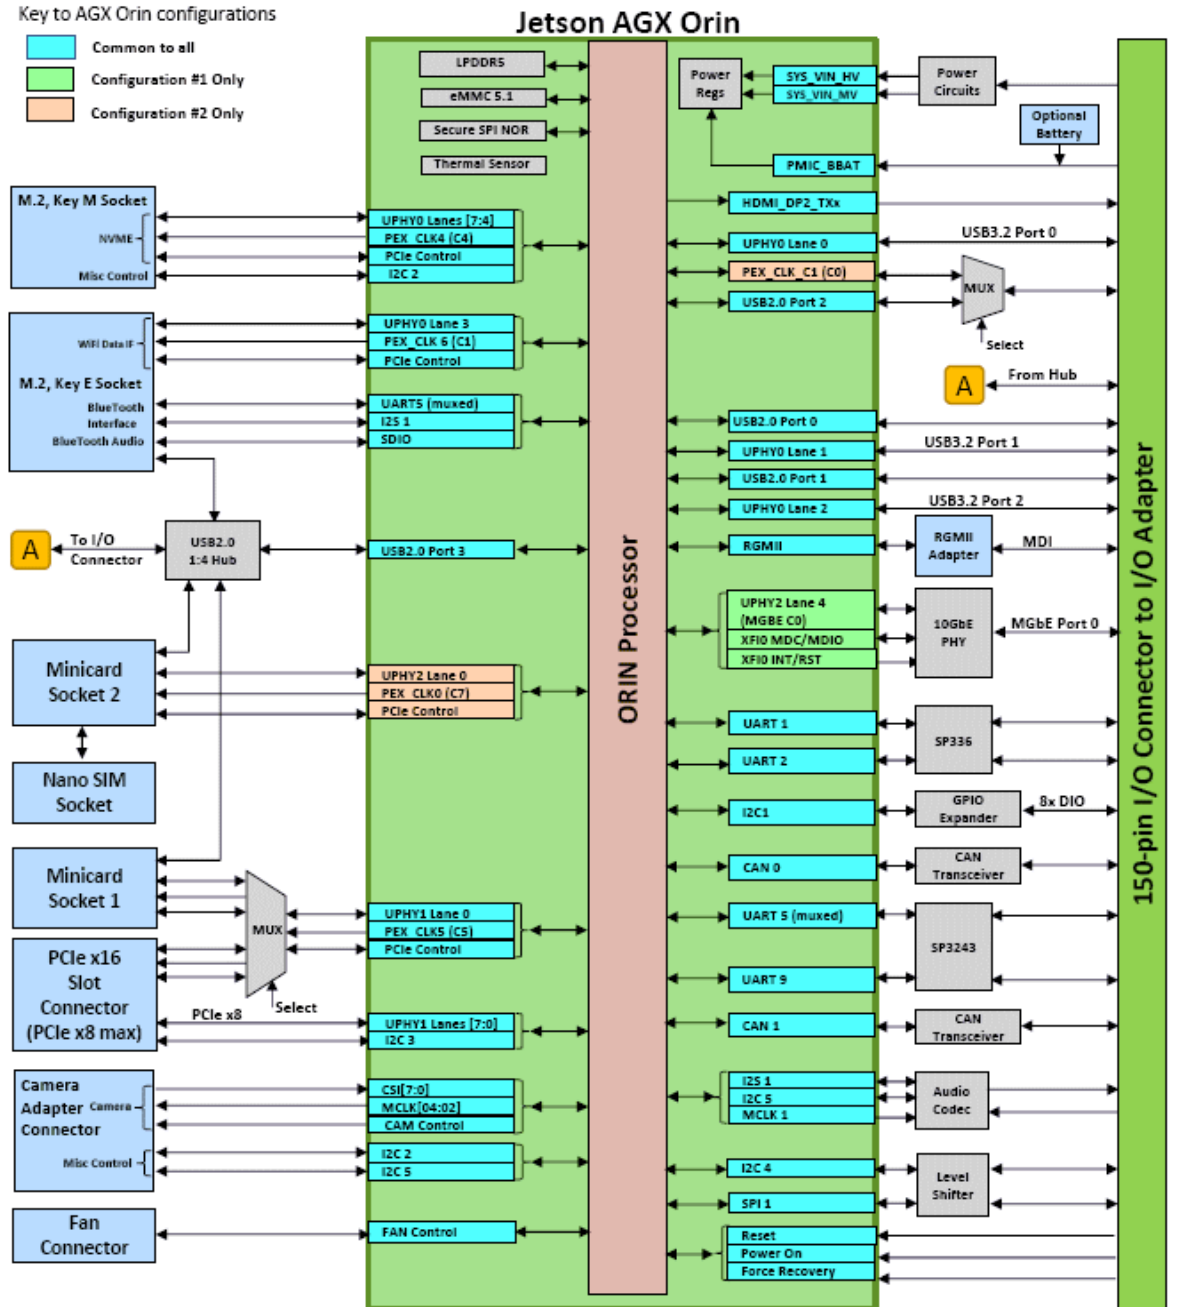 Key to AGX Orin configurations
Common to all
Configuration #1 Only
Configuration #2 Only
Jetson AGX Orin
LPDDR5
eMMC 5.1
Secure SPI NOR
Thermal Sensor
Power
Regs
SYS_VIN_HV
SYS_VIN_MV
Power
Circuits
Optional
Battery
PMIC_BBAT
M.2, Key M Socket
NVME
Misc Control
UPHY0 Lanes [7:4]
PEX_CLK4 (C4)
PCIe Control
I2C 2
HDMI_DP2_TXx
UPHY0 Lane 0
USB3.2 Port 0
PEX_CLK_C1 (C0)
USB2.0 Port 2
MUX
Select
WiFi Data IF
M.2, Key E Socket
BlueTooth
Interface
BlueTooth Audio
UPHY0 Lane 3
PEX_CLK 6 (C1)
PCIe Control
UART5 (muxed)
I2S 1
SDIO
A
From Hub
USB2.0 Port 0
UPHY0 Lane 1
USB3.2 Port 1
USB2.0 Port 1
UPHY0 Lane 2
USB3.2 Port 2
A
To I/O
Connector
USB2.0
1:4 Hub
USB2.0 Port 3
RGMII
RGMII
Adapter
MDI
ORIN Processor
150-pin I/O Connector to I/O Adapter
UPHY2 Lane 4
(MGBE C0)
XFI0 MDC/MDIO
XFI0 INT/RST
10GbE
PHY
MGbE Port 0
Minicard
Socket 2
UPHY2 Lane 0
PEX_CLK0 (C7)
PCIe Control
Nano SIM
Socket
UART 1
UART 2
SP336
I2C1
GPIO
Expander
8x DIO
Minicard
Socket 1
CAN 0
CAN
Transceiver
MUX
Select
UPHY1 Lane 0
PEX_CLK5 (C5)
PCIe Control
UART 5 (muxed)
SP3243
UART 9
PCIe x16
Slot
Connector
(PCIe x8 max)
PCIe x8
UPHY1 Lanes [7:0]
I2C 3
CAN 1
CAN
Transceiver
Camera
Adapter
Connector
Camera
Misc Control
CSI[7:0]
MCLK[04:02]
CAM Control
I2C 2
I2C 5
I2S 1
I2C 5
MCLK 1
Audio
Codec
I2C 4
SPI 1
Level
Shifter
Fan
Connector
FAN Control
Reset
Power On
Force Recovery